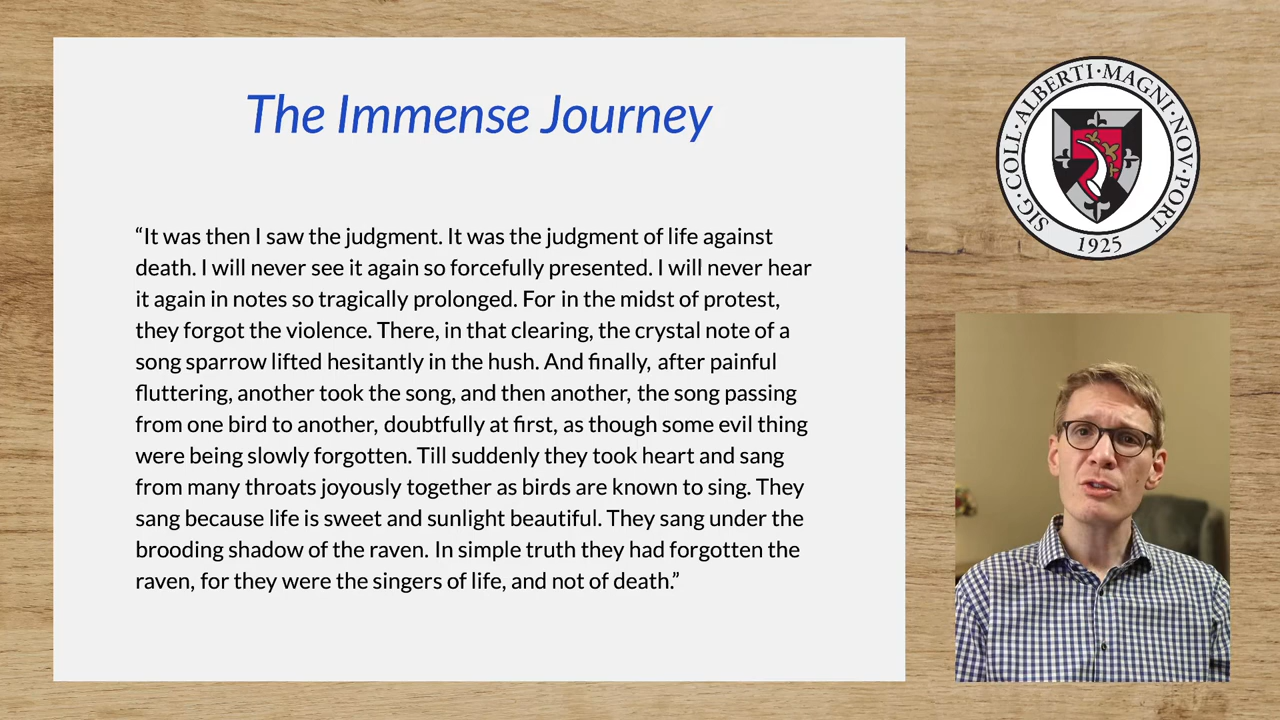 The Immense Journey
“It was then I saw the judgment. It was the judgment of life against
death. I will never see it again so forcefully presented. I will never hear
it again in notes so tragically prolonged. For in the midst of protest,
they forgot the violence. There, in that clearing, the crystal note of a
song sparrow lifted hesitantly in the hush. And finally, after painful
fluttering, another took the song, and then another, the song passing
from one bird to another, doubtfully at first, as though some evil thing
were being slowly forgotten. Till suddenly they took heart and sang
from many throats joyously together as birds are known to sing. They
sang because life is sweet and sunlight beautiful. They sang under the
brooding shadow of the raven. In simple truth they had forgotten the
raven, for they were the singers of life, and not of death.”
SIG·COLL·ALBERTI·MAGNI·NOV·PORT
1925